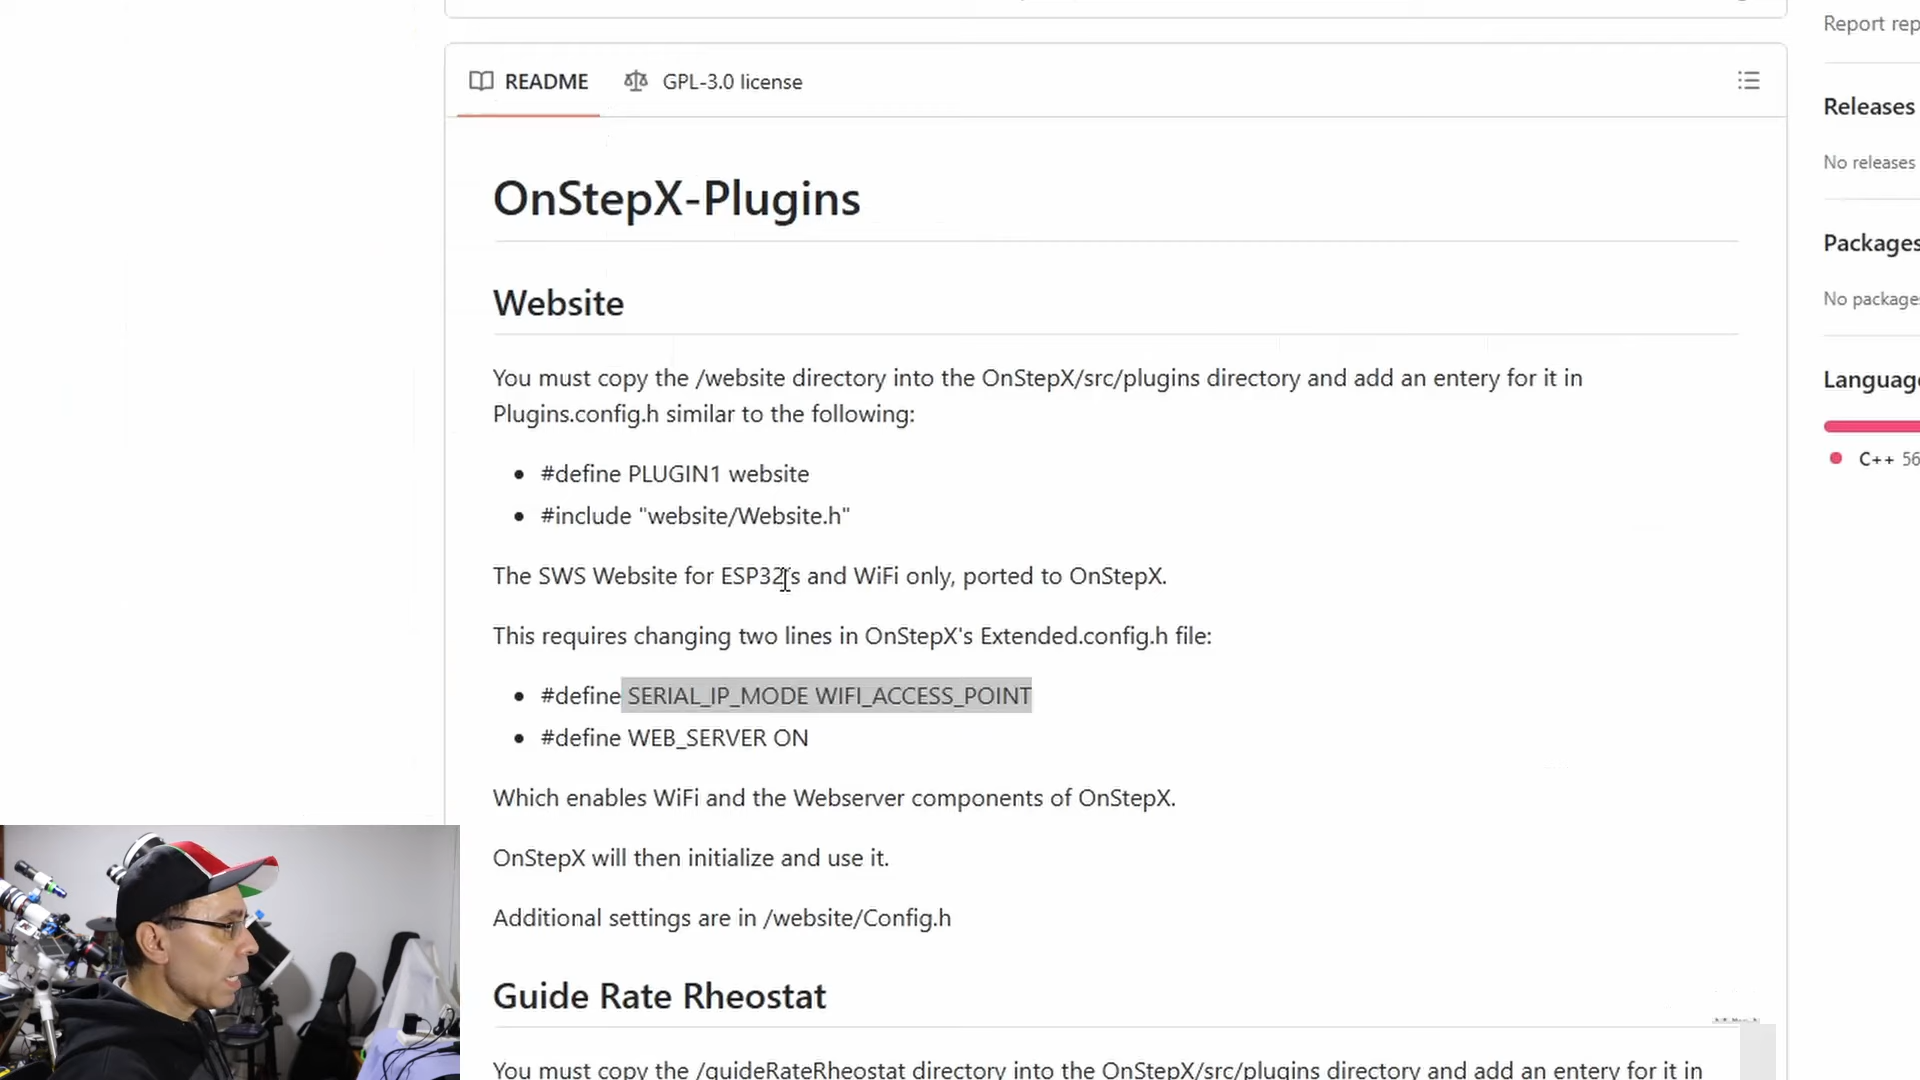 Report rep
README
GPL-3.0 license
Releases
No releases
OnStepX-Plugins
Packages
No package
Website
You must copy the /website directory into the OnStepX/src/plugins directory and add an entery for it in
Plugins.config.h similar to the following:
Language
#define PLUGIN1 website
C++ 56
#include "website/Website.h"
The SWS Website for ESP32's and WiFi only, ported to OnStepX.
This requires changing two lines in OnStepX's Extended.config.h file:
#define SERIAL_IP_MODE WIFI_ACCESS_POINT
#define WEB_SERVER ON
Which enables WiFi and the Webserver components of OnStepX.
OnStepX will then initialize and use it.
Additional settings are in /website/Config.h
Guide Rate Rheostat
You must copy the /guideRateRheostat directory into the OnStepX/src/plugins directory and add an entery for it in